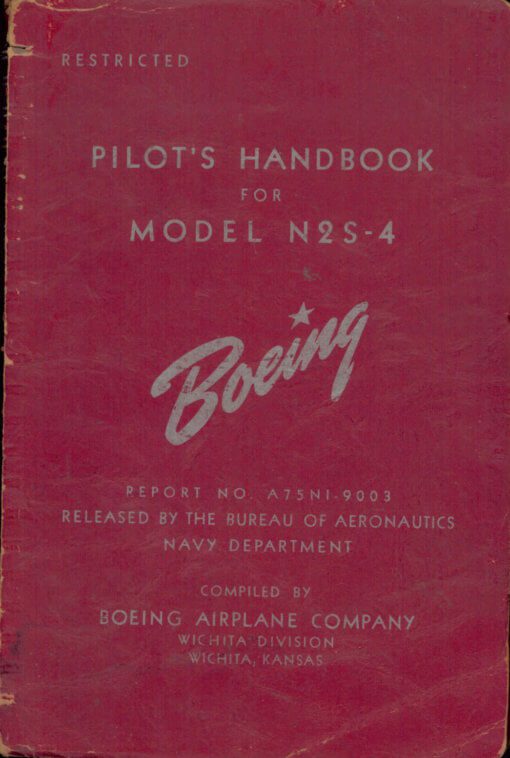 RESTRICTED
PILOT'S HANDBOOK
FOR
MODEL N2S-4
Boeing
REPORT NO. A75N1-9003
RELEASED BY THE BUREAU OF AERONAUTICS
NAVY DEPARTMENT
COMPILED BY
BOEING AIRPLANE COMPANY
WICHITA DIVISION
WICHITA, KANSAS